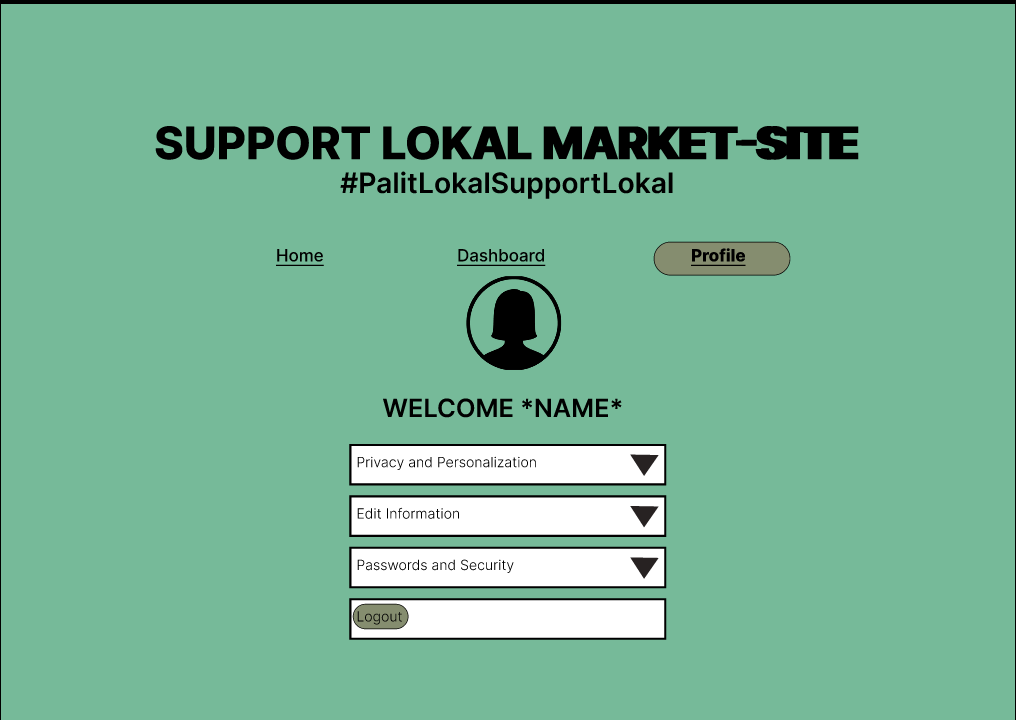 SUPPORT LOKAL MARKET-SITE
#PalitLokalSupportLokal
Home Dashboard Profile
WELCOME *NAME*
Privacy and Personalization
Edit Information
Passwords and Security
Logout